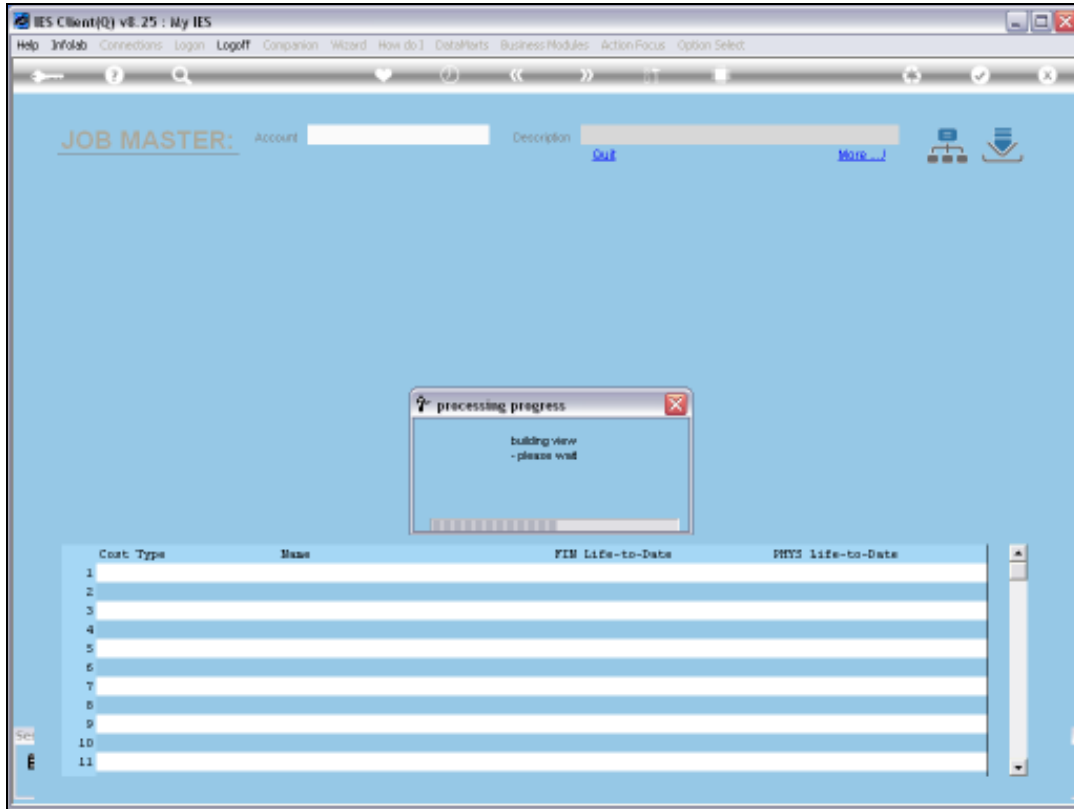 IES Client(Q) v8.25 : My IES
Help Infolab Connections Logon Logoff Companion Wizard How do I DataMarts Business Modules Action Focus Option Select
JOB MASTER: Account Description
Quit More ...!
processing progress
building view
- please wait
Cost Type Name FIN Life-to-Date PHYS Life-to-Date
1
2
3
4
5
6
7
8
9
10
11